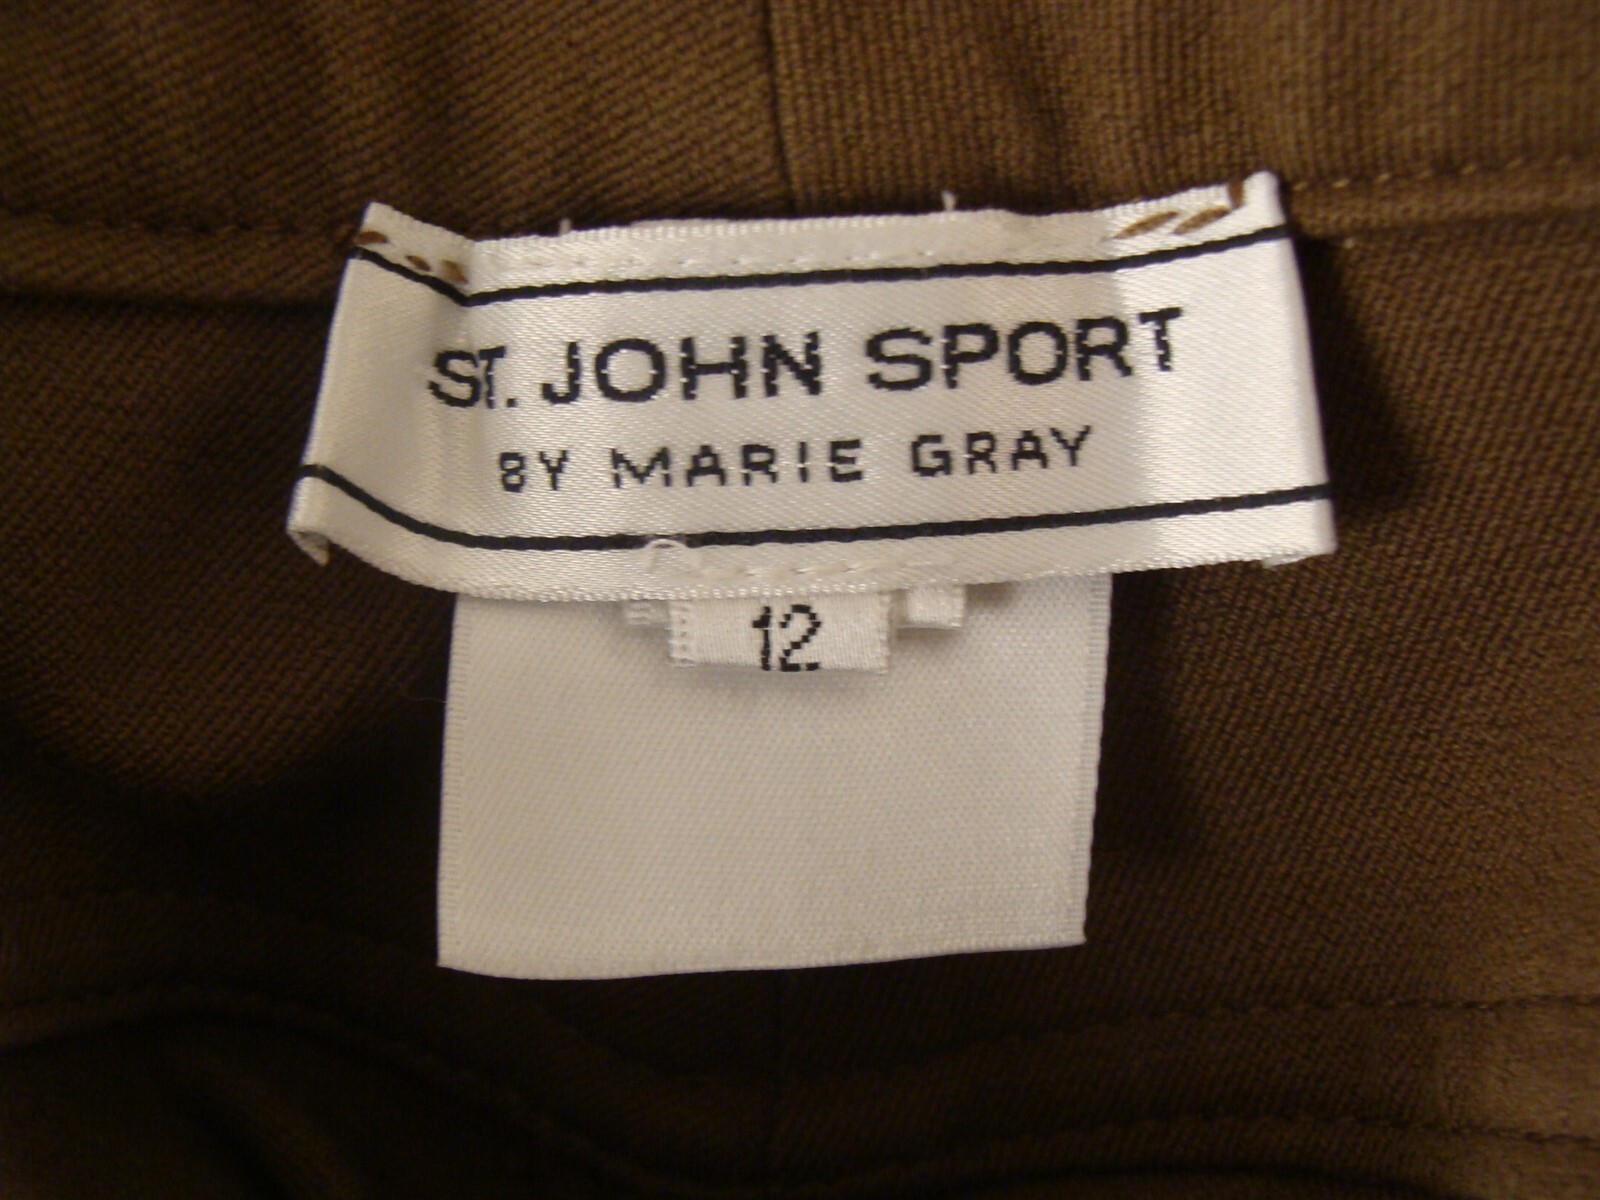 ST. JOHN SPORT
BY MARIE GRAY
12